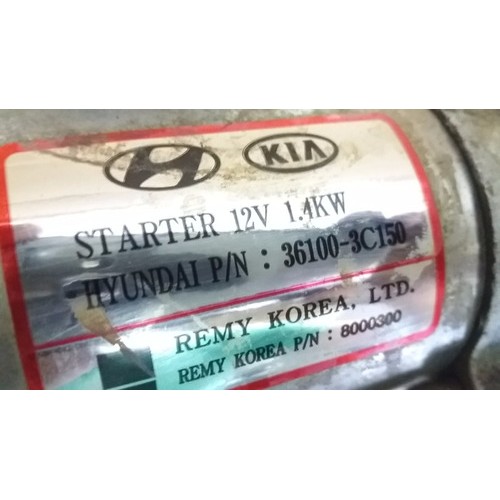 KIA
STARTER 12V 1.4KW
HYUNDAI P/N : 36100-3C150
REMY KOREA, LTD.
REMY KOREA P/N : 8000300